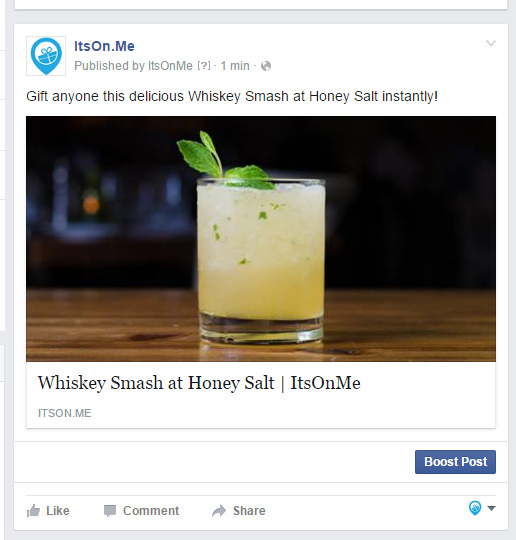 ItsOn.Me
Published by ItsOnMe [?] · 1 min ·
Gift anyone this delicious Whiskey Smash at Honey Salt instantly!
Whiskey Smash at Honey Salt | ItsOnMe
ITSON.ME
Boost Post
Like Comment Share